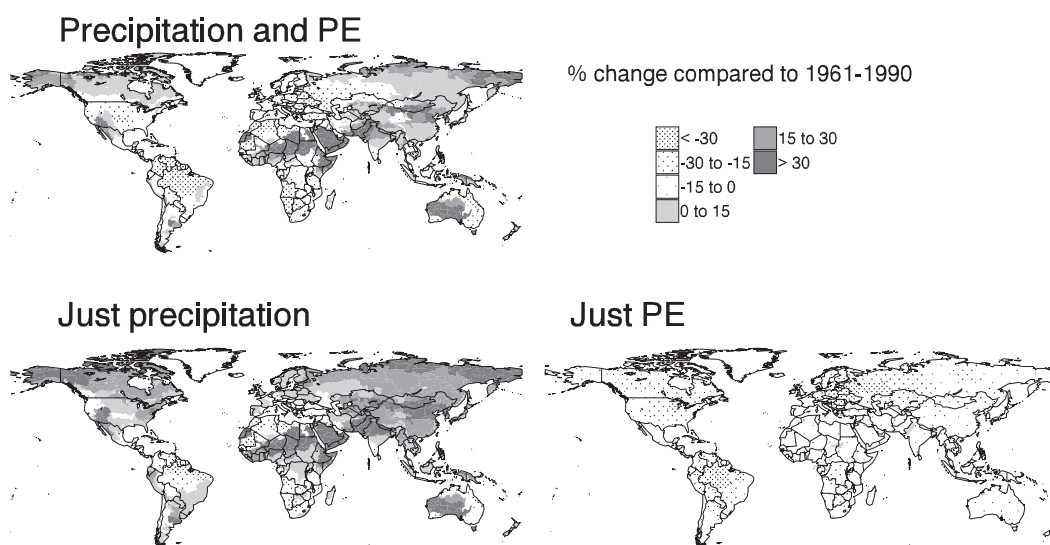 Precipitation and PE
% change compared to 1961-1990
< -30
15 to 30
-30 to -15
> 30
-15 to 0
0 to 15
Just precipitation
Just PE